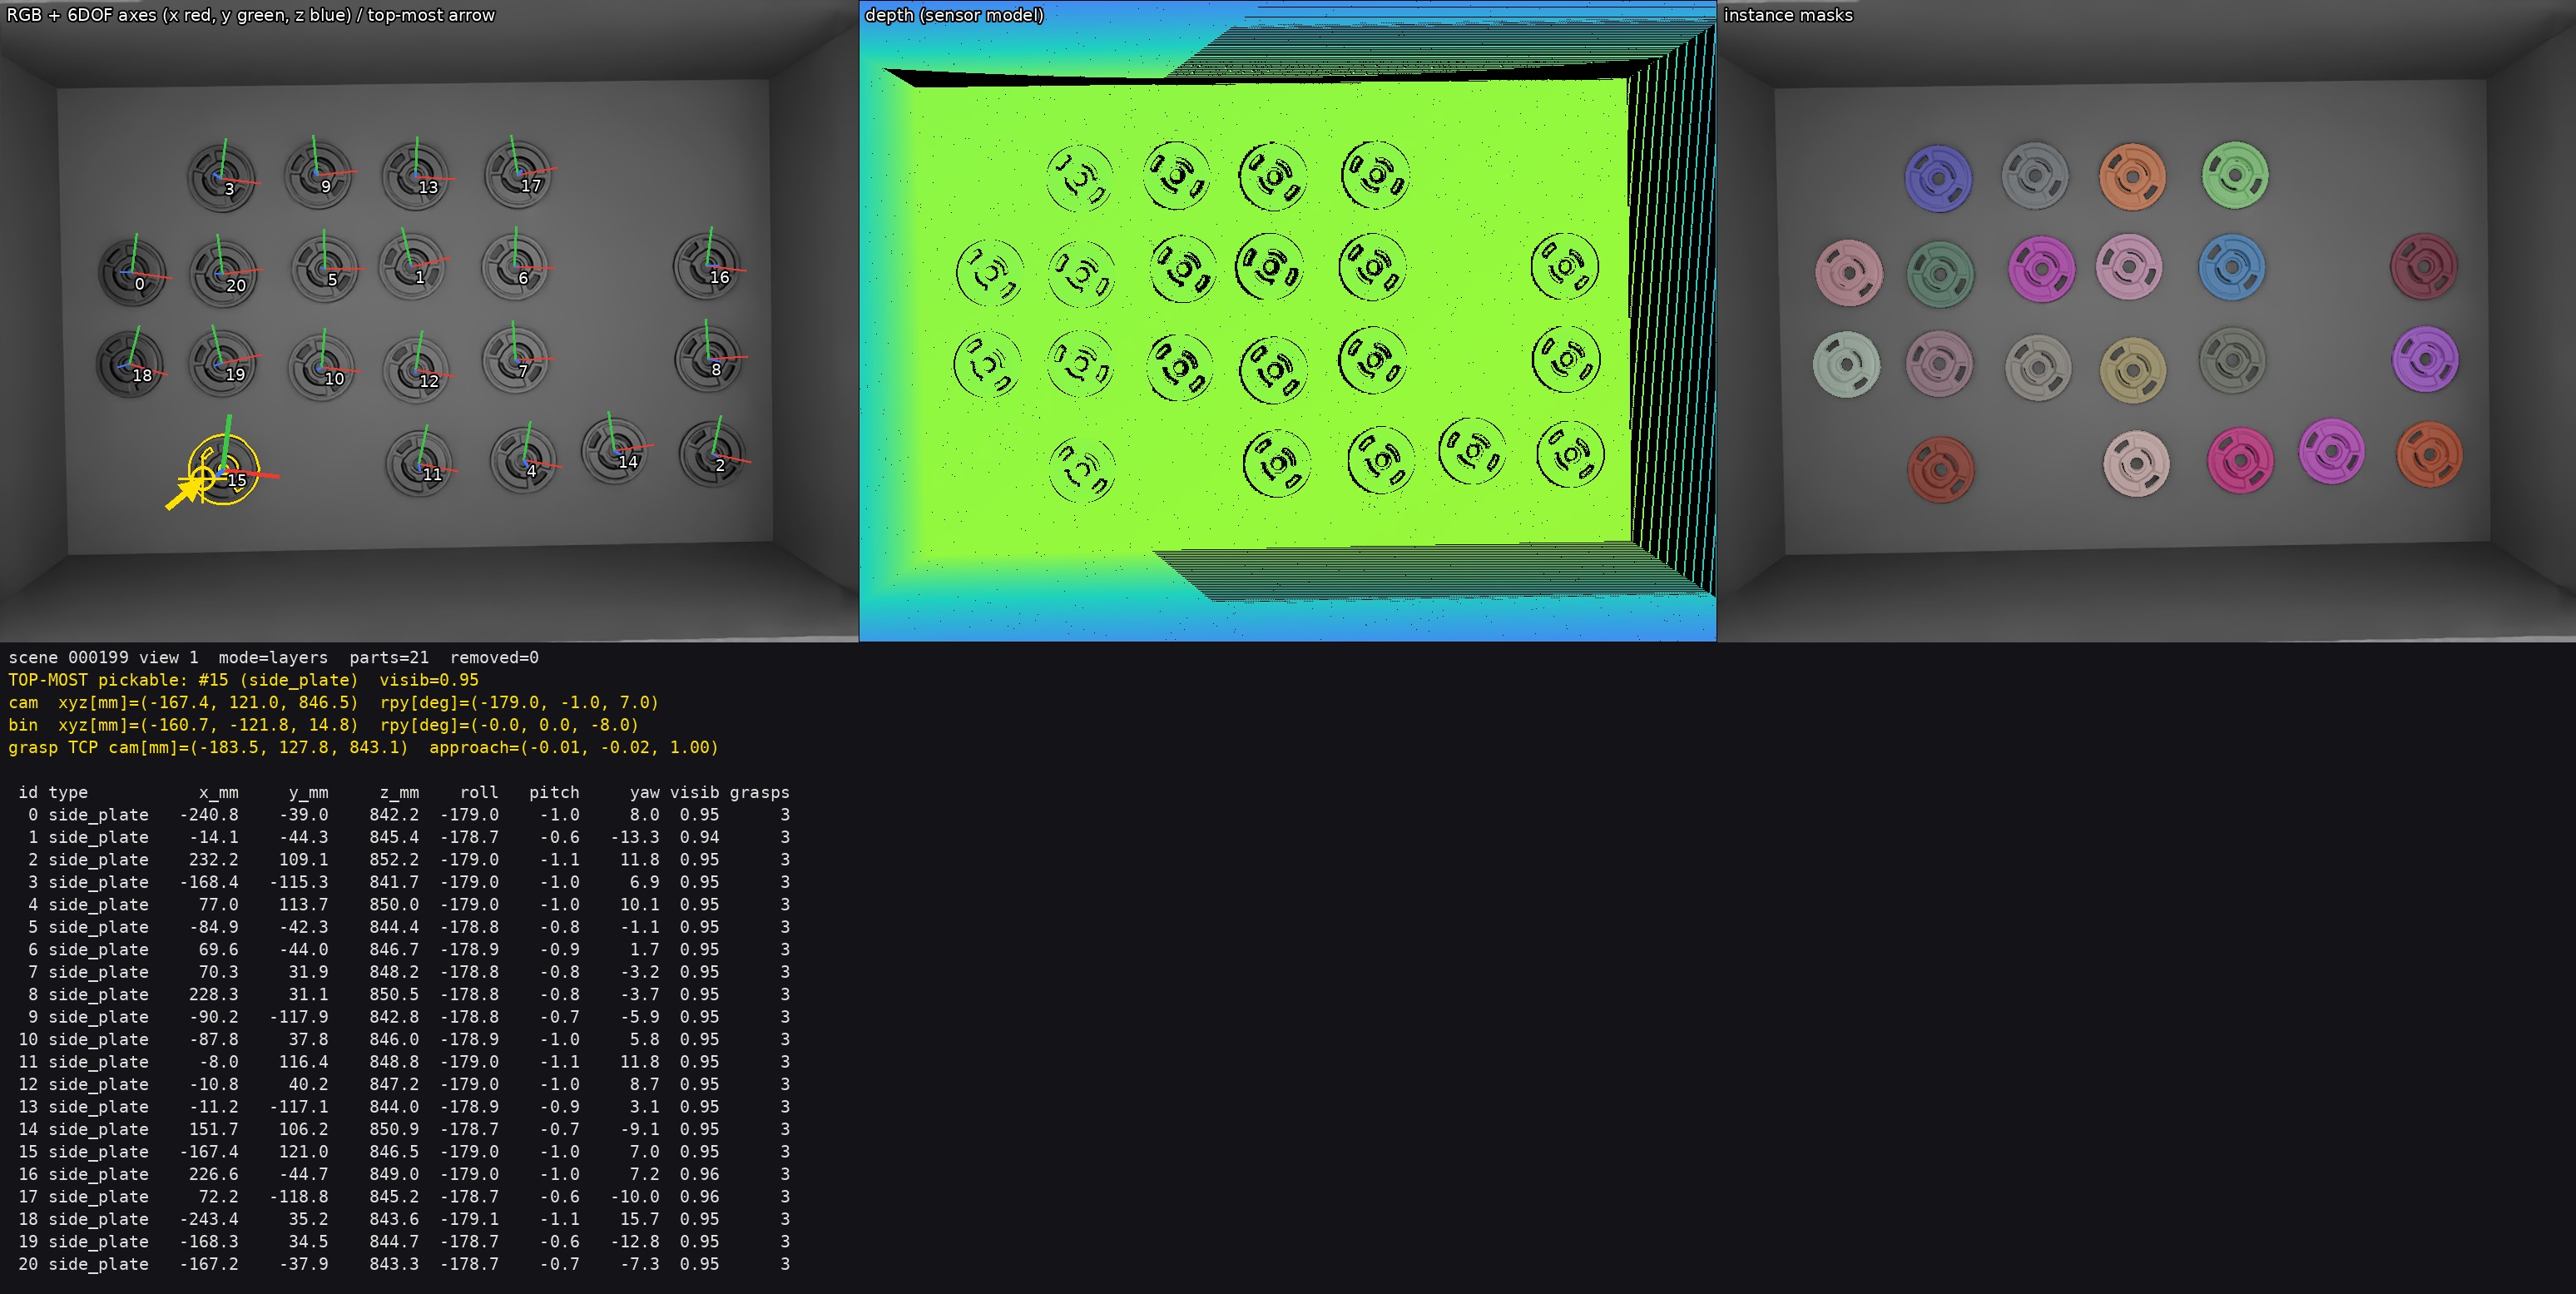 RGB + 6DOF axes (x red, y green, z blue) / top-most arrow
depth (sensor model)
instance masks
3
9
13
17
0
20
5
1
6
16
18
19
10
12
7
8
15
11
4
14
2
scene 000199 view 1  mode=layers  parts=21  removed=0
TOP-MOST pickable: #15 (side_plate)  visib=0.95
cam  xyz[mm]=(-167.4, 121.0, 846.5)  rpy[deg]=(-179.0, -1.0, 7.0)
bin  xyz[mm]=(-160.7, -121.8, 14.8)  rpy[deg]=(-0.0, 0.0, -8.0)
grasp TCP cam[mm]=(-183.5, 127.8, 843.1)  approach=(-0.01, -0.02, 1.00)
id type x_mm y_mm z_mm roll pitch yaw visib grasps
0 side_plate -240.8 -39.0 842.2 -179.0 -1.0 8.0 0.95 3
1 side_plate -14.1 -44.3 845.4 -178.7 -0.6 -13.3 0.94 3
2 side_plate 232.2 109.1 852.2 -179.0 -1.1 11.8 0.95 3
3 side_plate -168.4 -115.3 841.7 -179.0 -1.0 6.9 0.95 3
4 side_plate 77.0 113.7 850.0 -179.0 -1.0 10.1 0.95 3
5 side_plate -84.9 -42.3 844.4 -178.8 -0.8 -1.1 0.95 3
6 side_plate 69.6 -44.0 846.7 -178.9 -0.9 1.7 0.95 3
7 side_plate 70.3 31.9 848.2 -178.8 -0.8 -3.2 0.95 3
8 side_plate 228.3 31.1 850.5 -178.8 -0.8 -3.7 0.95 3
9 side_plate -90.2 -117.9 842.8 -178.8 -0.7 -5.9 0.95 3
10 side_plate -87.8 37.8 846.0 -178.9 -1.0 5.8 0.95 3
11 side_plate -8.0 116.4 848.8 -179.0 -1.1 11.8 0.95 3
12 side_plate -10.8 40.2 847.2 -179.0 -1.0 8.7 0.95 3
13 side_plate -11.2 -117.1 844.0 -178.9 -0.9 3.1 0.95 3
14 side_plate 151.7 106.2 850.9 -178.7 -0.7 -9.1 0.95 3
15 side_plate -167.4 121.0 846.5 -179.0 -1.0 7.0 0.95 3
16 side_plate 226.6 -44.7 849.0 -179.0 -1.0 7.2 0.96 3
17 side_plate 72.2 -118.8 845.2 -178.7 -0.6 -10.0 0.96 3
18 side_plate -243.4 35.2 843.6 -179.1 -1.1 15.7 0.95 3
19 side_plate -168.3 34.5 844.7 -178.7 -0.6 -12.8 0.95 3
20 side_plate -167.2 -37.9 843.3 -178.7 -0.7 -7.3 0.95 3